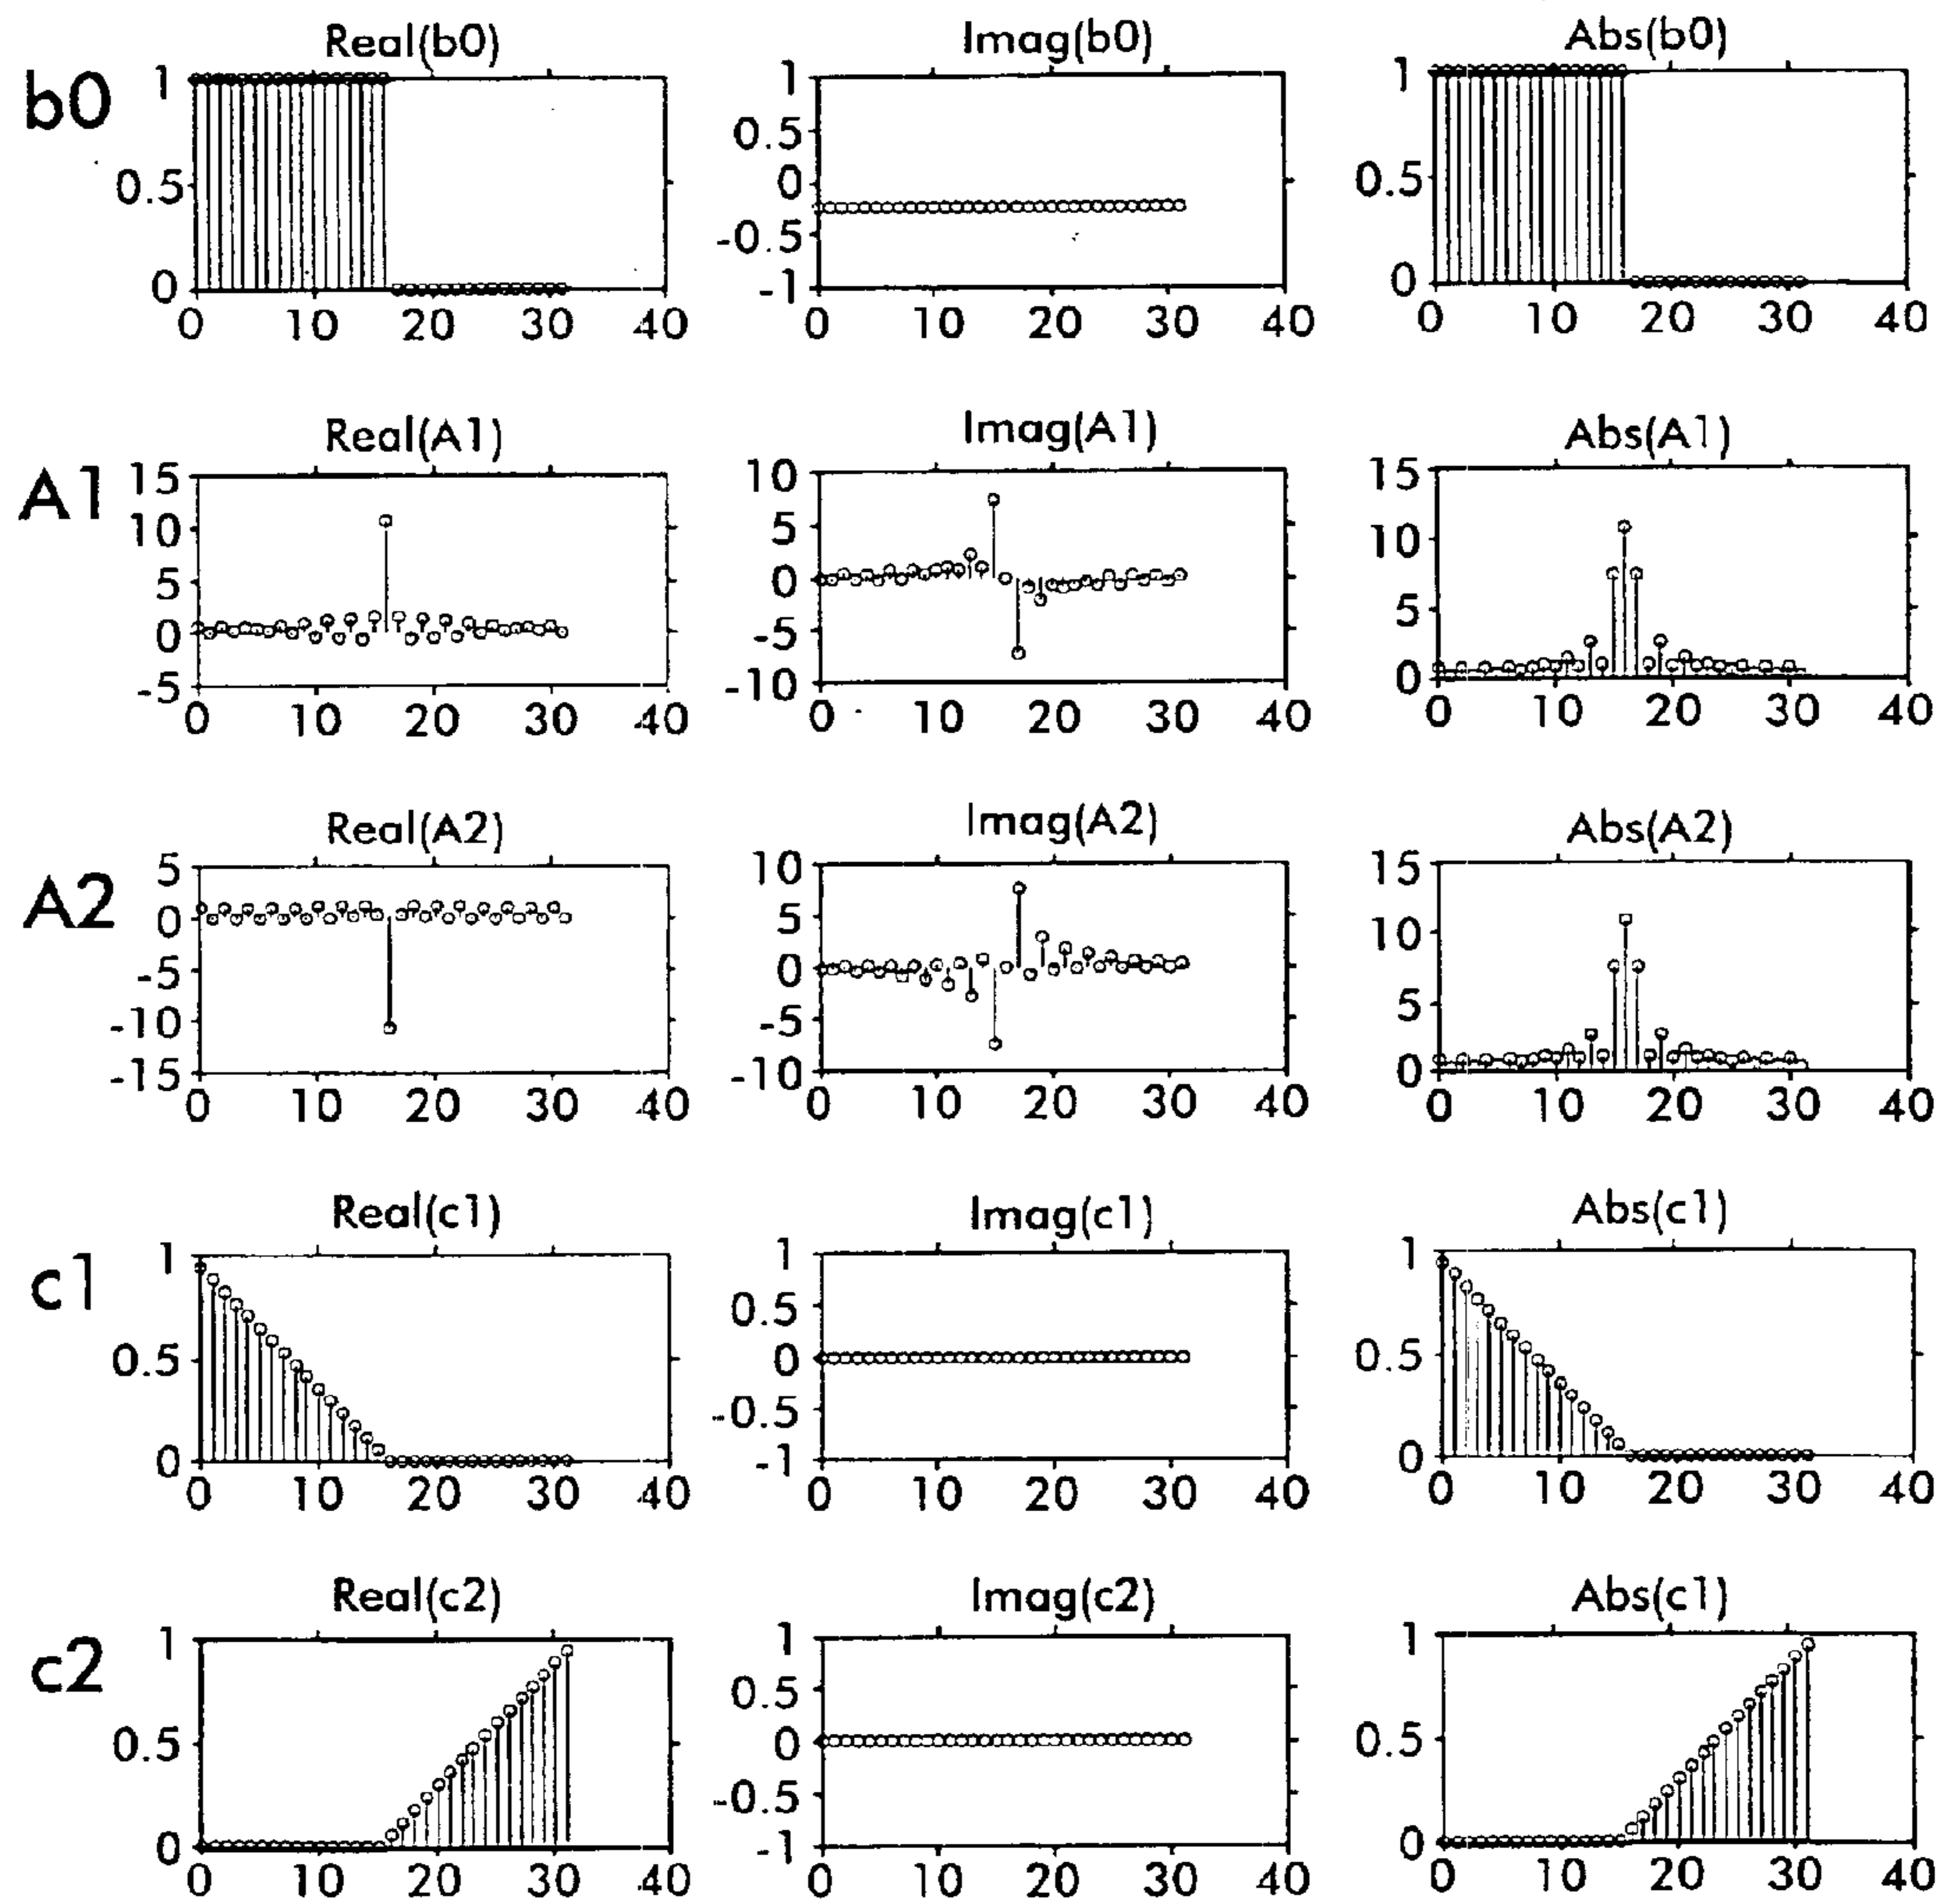 Real(b0) Imag(b0) Abs(b0)
b0
1 0.5 0
0 10 20 30 40
1 0.5 0 -0.5 -1
0 10 20 30 40
1 0.5 0
0 10 20 30 40
Real(A1) Imag(A1) Abs(A1)
A1
15 10 5 0 -5
0 10 20 30 40
10 5 0 -5 -10
0 10 20 30 40
15 10 5 0
0 10 20 30 40
Real(A2) Imag(A2) Abs(A2)
A2
5 0 -5 -10 -15
0 10 20 30 40
10 5 0 -5 -10
0 10 20 30 40
15 10 5 0
0 10 20 30 40
Real(c1) Imag(c1) Abs(c1)
c1
1 0.5 0
0 10 20 30 40
1 0.5 0 -0.5 -1
0 10 20 30 40
1 0.5 0
0 10 20 30 40
Real(c2) Imag(c2) Abs(c1)
c2
1 0.5 0
0 10 20 30 40
1 0.5 0 -0.5 -1
0 10 20 30 40
1 0.5 0
0 10 20 30 40